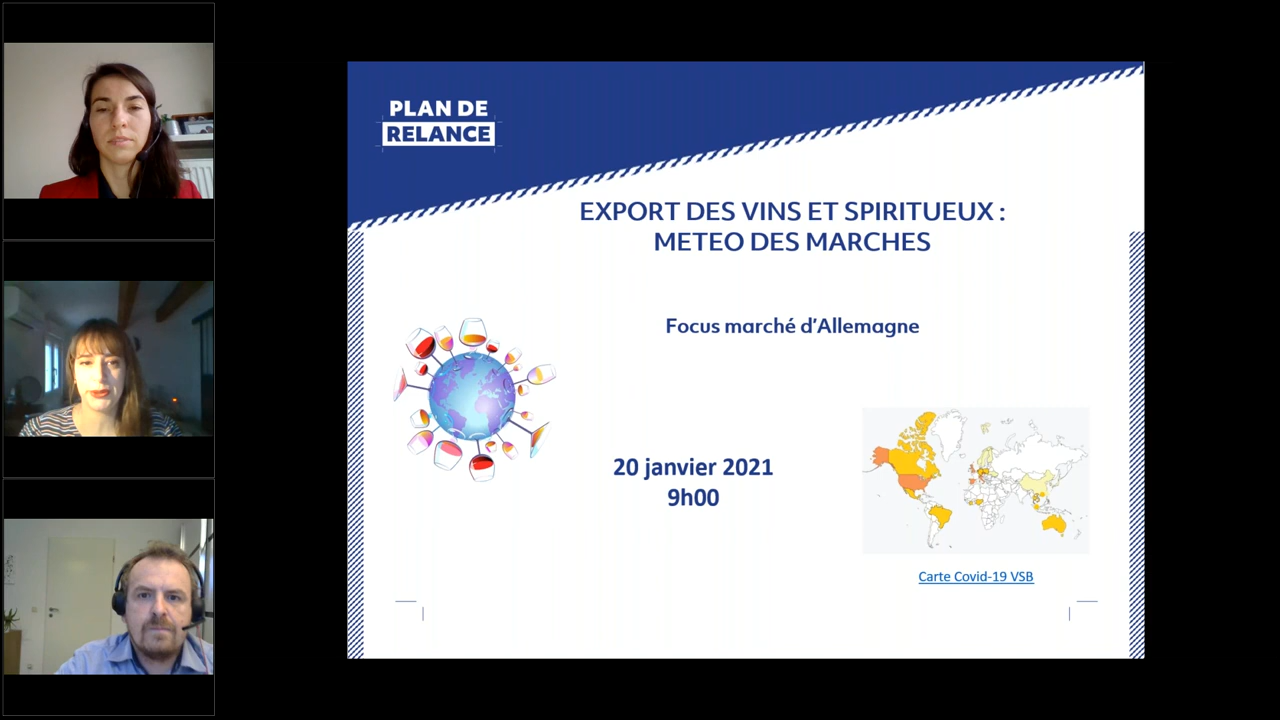 PLAN DE
RELANCE
EXPORT DES VINS ET SPIRITUEUX :
METEO DES MARCHES
Focus marché d'Allemagne
20 janvier 2021
9h00
Carte Covid-19 VSB